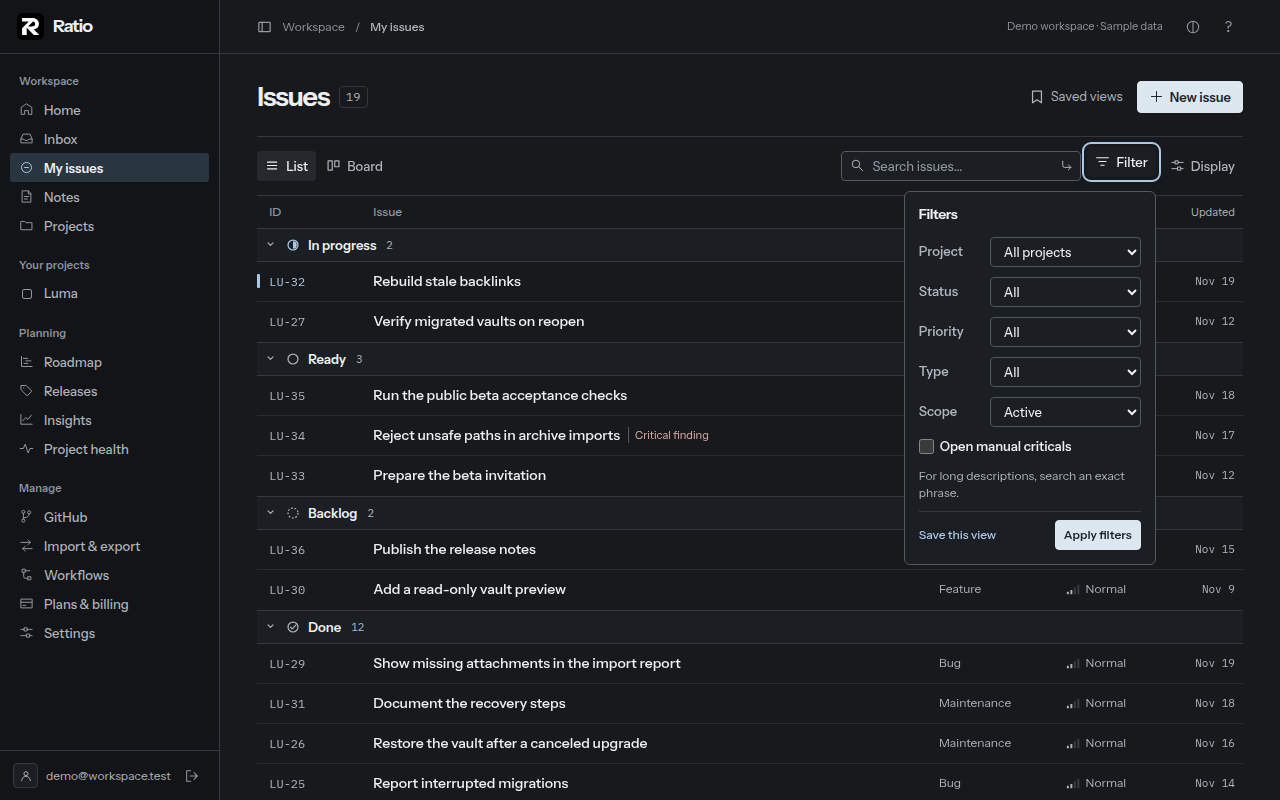 Ratio
Workspace
Home
Inbox
My issues
Notes
Projects
Your projects
Luma
Planning
Roadmap
Releases
Insights
Project health
Manage
GitHub
Import & export
Workflows
Plans & billing
Settings
demo@workspace.test
Workspace / My issues
Demo workspace · Sample data
?
Issues 19
Saved views
New issue
List
Board
Search issues...
Filter
Display
ID Issue Updated
In progress 2
LU-32 Rebuild stale backlinks Nov 19
LU-27 Verify migrated vaults on reopen Nov 12
Ready 3
LU-35 Run the public beta acceptance checks Nov 18
LU-34 Reject unsafe paths in archive imports Critical finding Nov 17
LU-33 Prepare the beta invitation Nov 12
Backlog 2
LU-36 Publish the release notes Nov 15
LU-30 Add a read-only vault preview Feature Normal Nov 9
Done 12
LU-29 Show missing attachments in the import report Bug Normal Nov 19
LU-31 Document the recovery steps Maintenance Normal Nov 18
LU-26 Restore the vault after a canceled upgrade Maintenance Normal Nov 16
LU-25 Report interrupted migrations Bug Normal Nov 14
Filters
Project All projects
Status All
Priority All
Type All
Scope Active
Open manual criticals
For long descriptions, search an exact
phrase.
Save this view
Apply filters